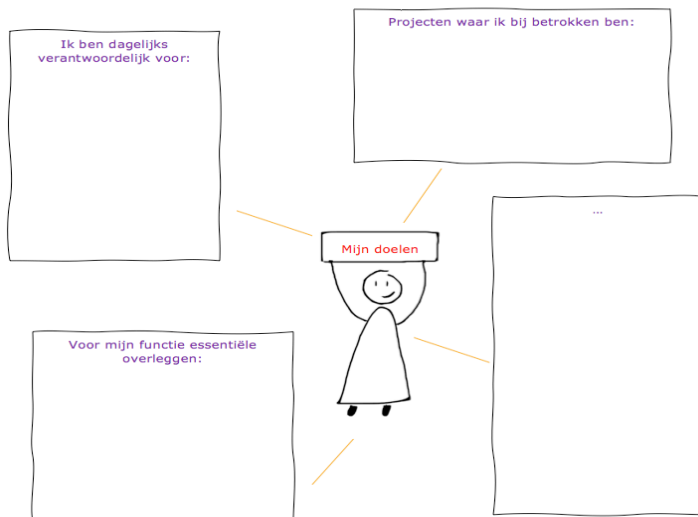 Ik ben dagelijks
verantwoordelijk voor:
Projecten waar ik bij betrokken ben:
...
Mijn doelen
Voor mijn functie essentiële
overleggen: